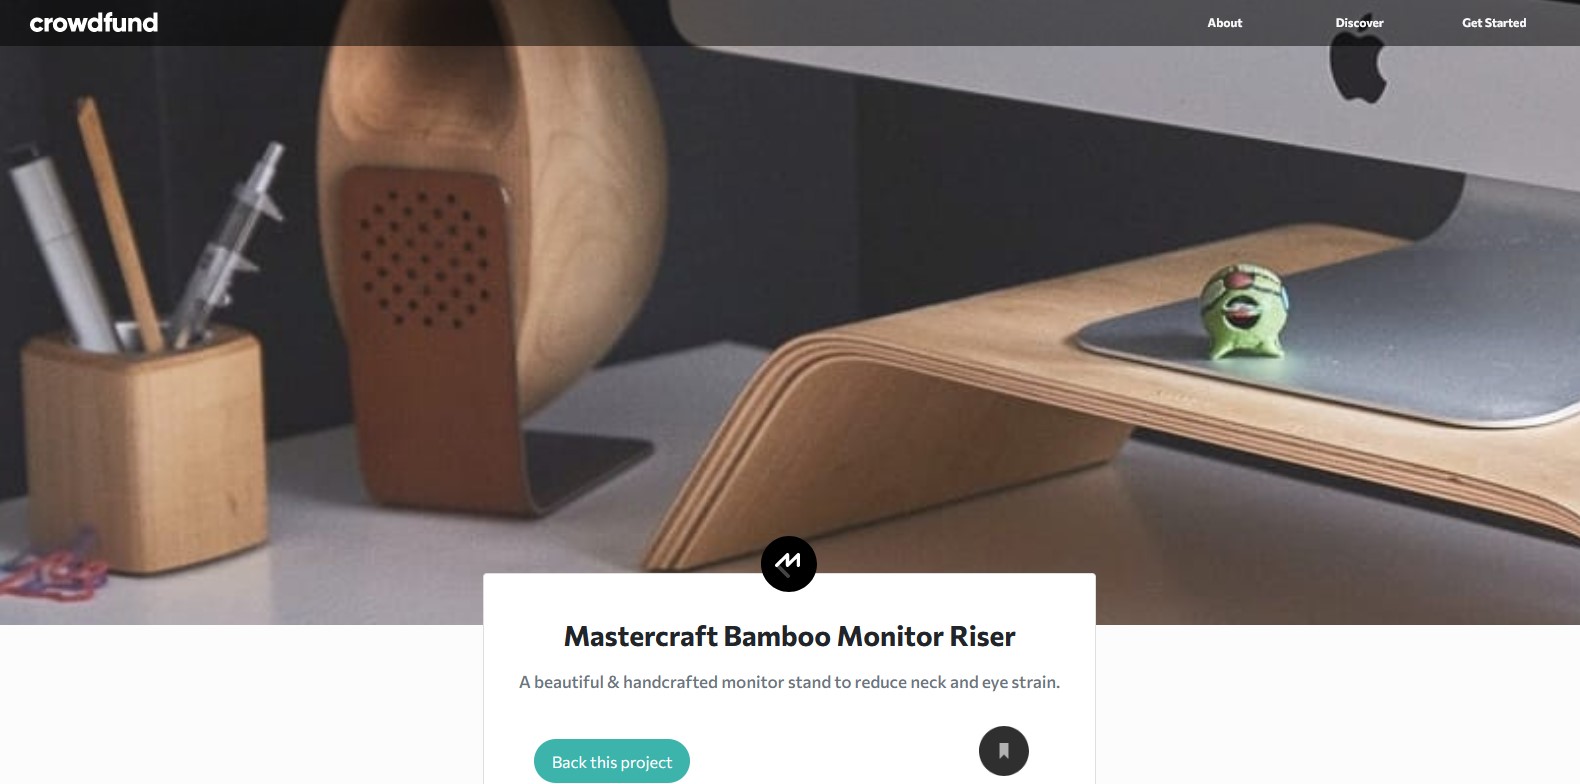 crowdfund
About
Discover
Get Started
Mastercraft Bamboo Monitor Riser
A beautiful & handcrafted monitor stand to reduce neck and eye strain.
Back this project